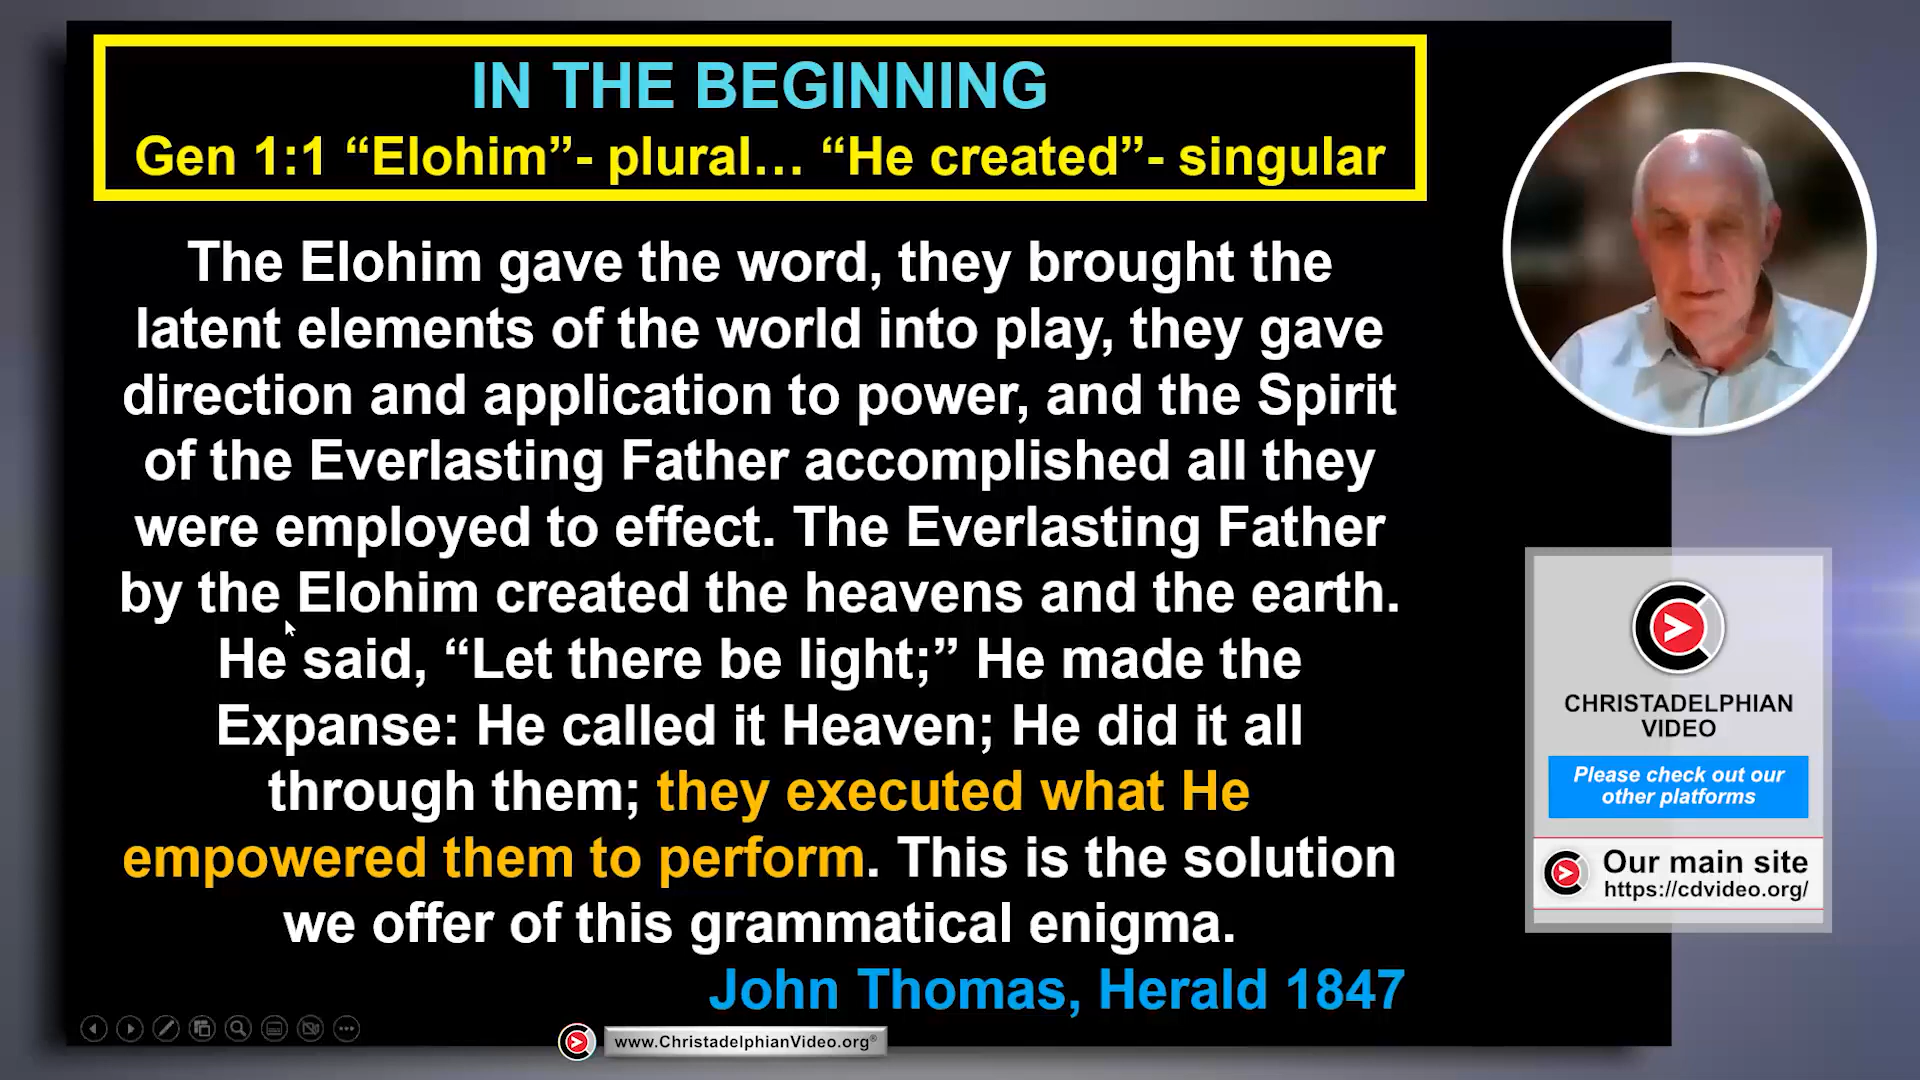 IN THE BEGINNING
Gen 1:1 “Elohim”- plural… “He created”- singular
The Elohim gave the word, they brought the
latent elements of the world into play, they gave
direction and application to power, and the Spirit
of the Everlasting Father accomplished all they
were employed to effect. The Everlasting Father
by the Elohim created the heavens and the earth.
He said, “Let there be light;” He made the
Expanse: He called it Heaven; He did it all
through them; they executed what He
empowered them to perform. This is the solution
we offer of this grammatical enigma.
John Thomas, Herald 1847
www.ChristadelphianVideo.org®
CHRISTADELPHIAN
VIDEO
Please check out our
other platforms
Our main site
https://cdvideo.org/